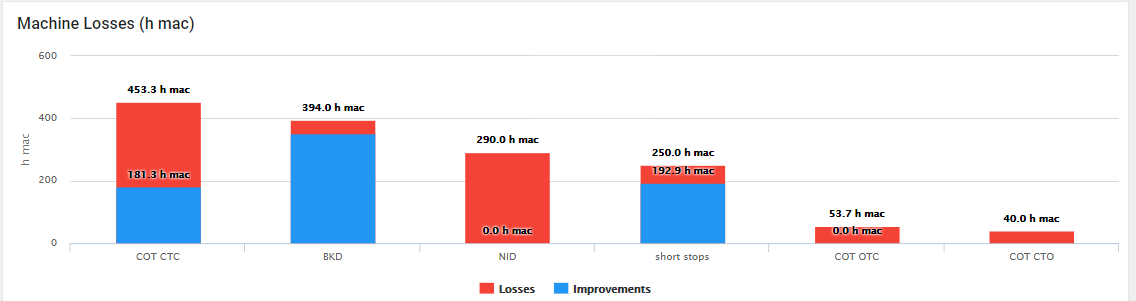 Machine Losses (h mac)
600
400
200
0
h mac
453.3 h mac
181.3 h mac
394.0 h mac
290.0 h mac
0.0 h mac
250.0 h mac
192.9 h mac
53.7 h mac
0.0 h mac
40.0 h mac
COT CTC
BKD
NID
short stops
COT OTC
COT CTO
Losses
Improvements